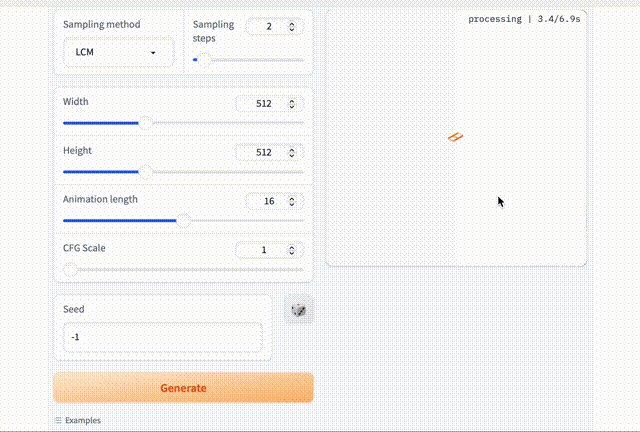 Sampling method
LCM
Sampling
steps
2
processing | 3.4/6.9s
Width
512
Height
512
Animation length
16
CFG Scale
1
Seed
-1
Generate
Examples